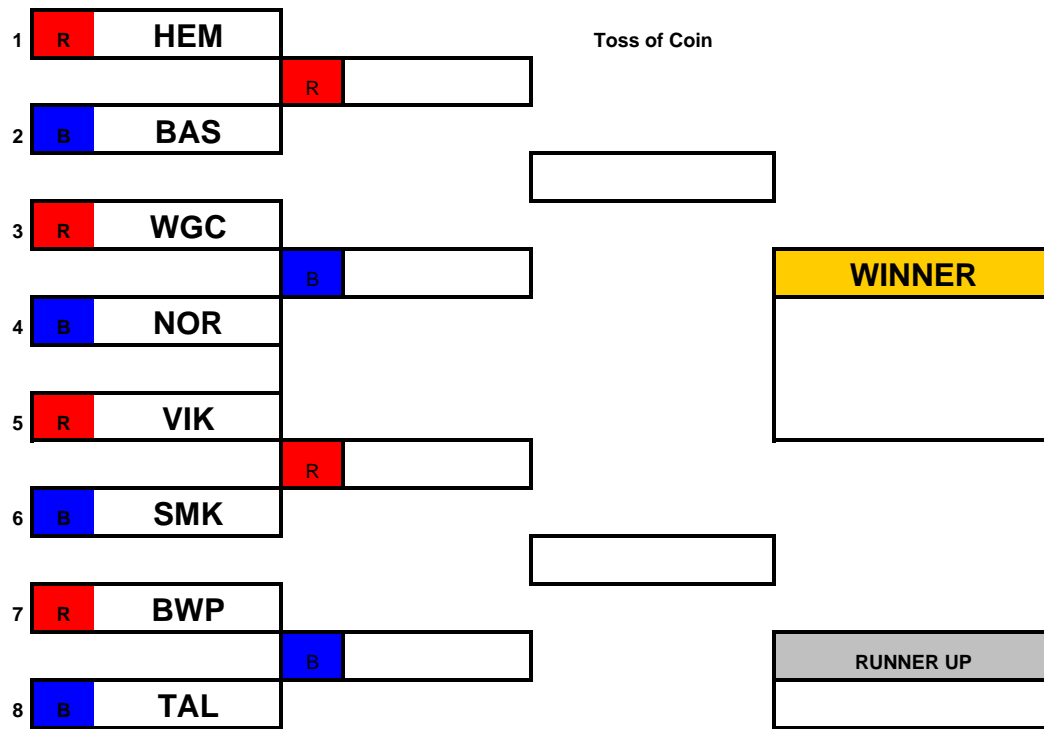 1 R HEM
Toss of Coin
R
2 B BAS
3 R WGC
B
WINNER
4 B NOR
5 R VIK
R
6 B SMK
7 R BWP
B
RUNNER UP
8 B TAL